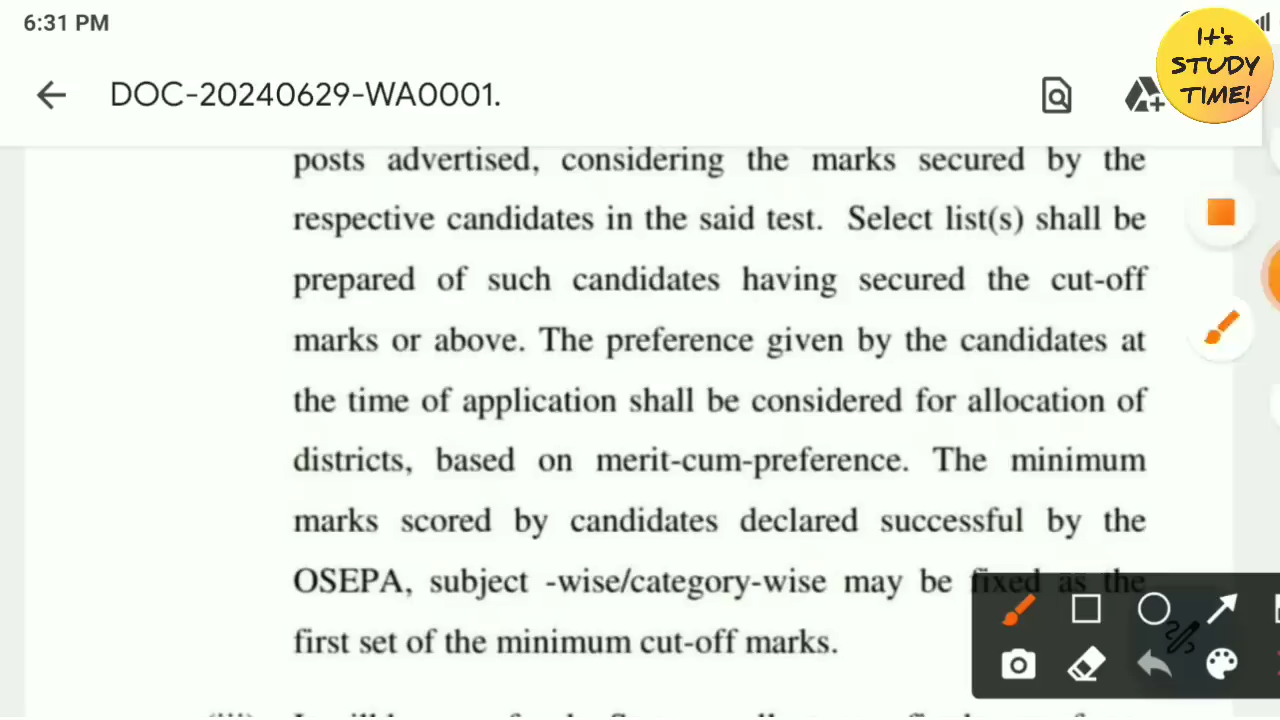 6:31 PM
It's
STUDY
TIME!
DOC-20240629-WA0001.
posts advertised, considering the marks secured by the
respective candidates in the said test. Select list(s) shall be
prepared of such candidates having secured the cut-off
marks or above. The preference given by the candidates at
the time of application shall be considered for allocation of
districts, based on merit-cum-preference. The minimum
marks scored by candidates declared successful by the
OSEPA, subject -wise/category-wise may be fixed as the
first set of the minimum cut-off marks.